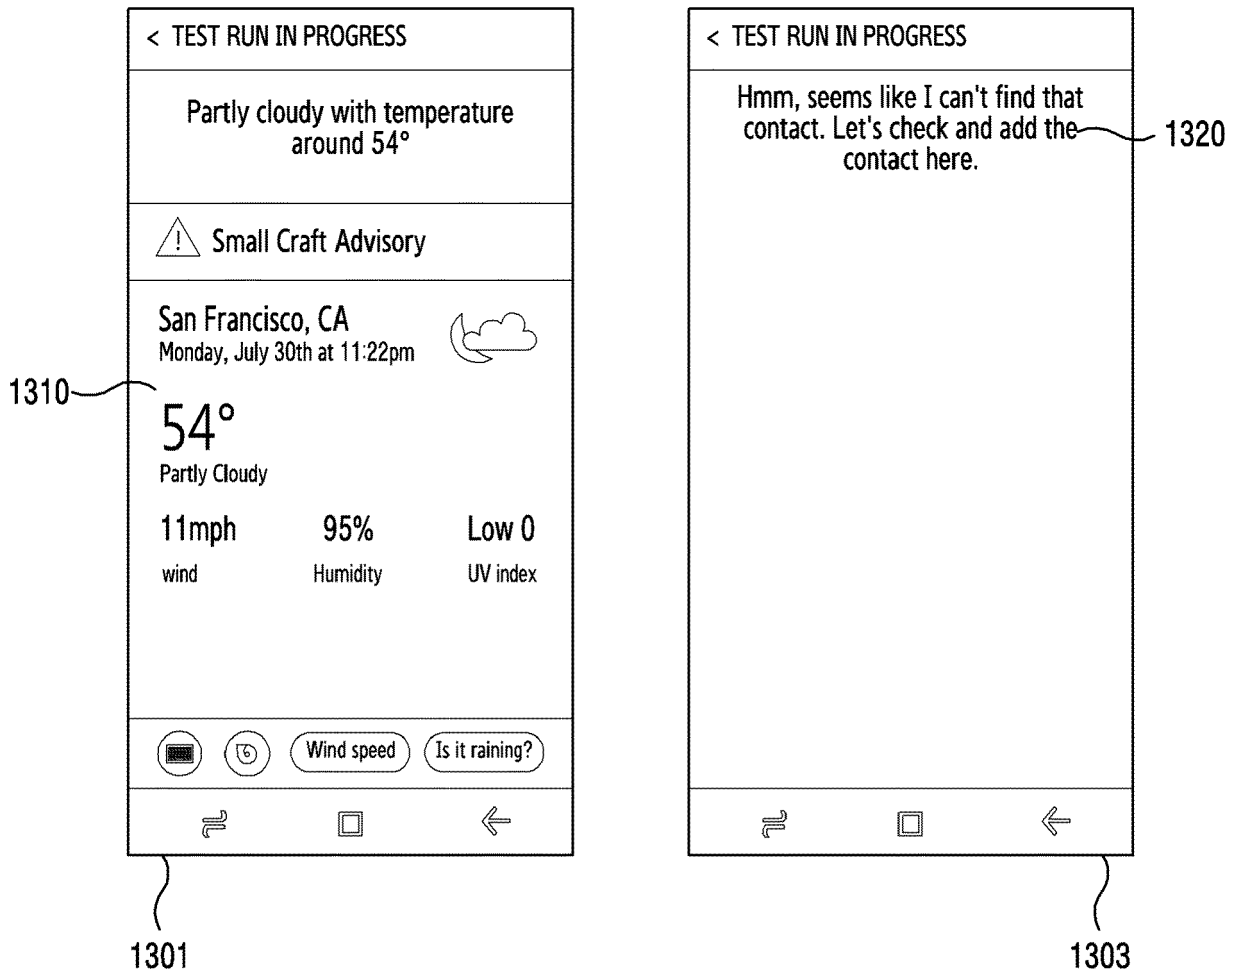 < TEST RUN IN PROGRESS
Partly cloudy with temperature
around 54°
Small Craft Advisory
San Francisco, CA
Monday, July 30th at 11:22pm
1310
54°
Partly Cloudy
11mph 95% Low 0
wind Humidity UV index
Wind speed Is it raining?
1301
< TEST RUN IN PROGRESS
Hmm, seems like I can't find that
contact. Let's check and add the
contact here.
1320
1303